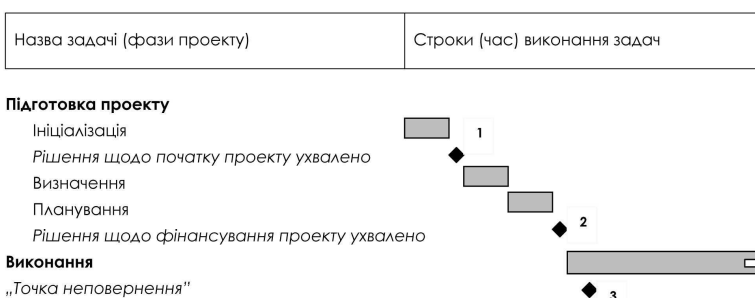 Назва задачі (фази проекту) Строки (час) виконання задач
Підготовка проекту
Ініціалізація 1
Рішення щодо початку проекту ухвалено
Визначення
Планування
Рішення щодо фінансування проекту ухвалено 2
Виконання
„Точка неповернення” 3